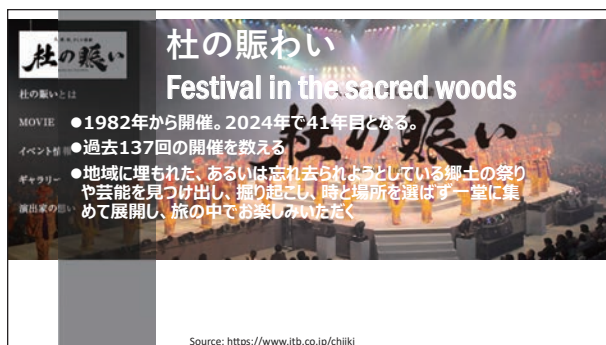 杜の賑わい
Festival in the sacred woods
杜の賑い
杜の賑いとは
MOVIE
イベント情報
ギャラリー
演出家の想い
杜の賑い
●1982年から開催。2024年で41年目となる。
●過去137回の開催を数える
●地域に埋もれた、あるいは忘れ去られようとしている郷土の祭り
や芸能を見つけ出し、掘り起こし、時と場所を選ばず一堂に集
めて展開し、旅の中でお楽しみいただく
Source: https://www.jtb.co.jp/chiiki